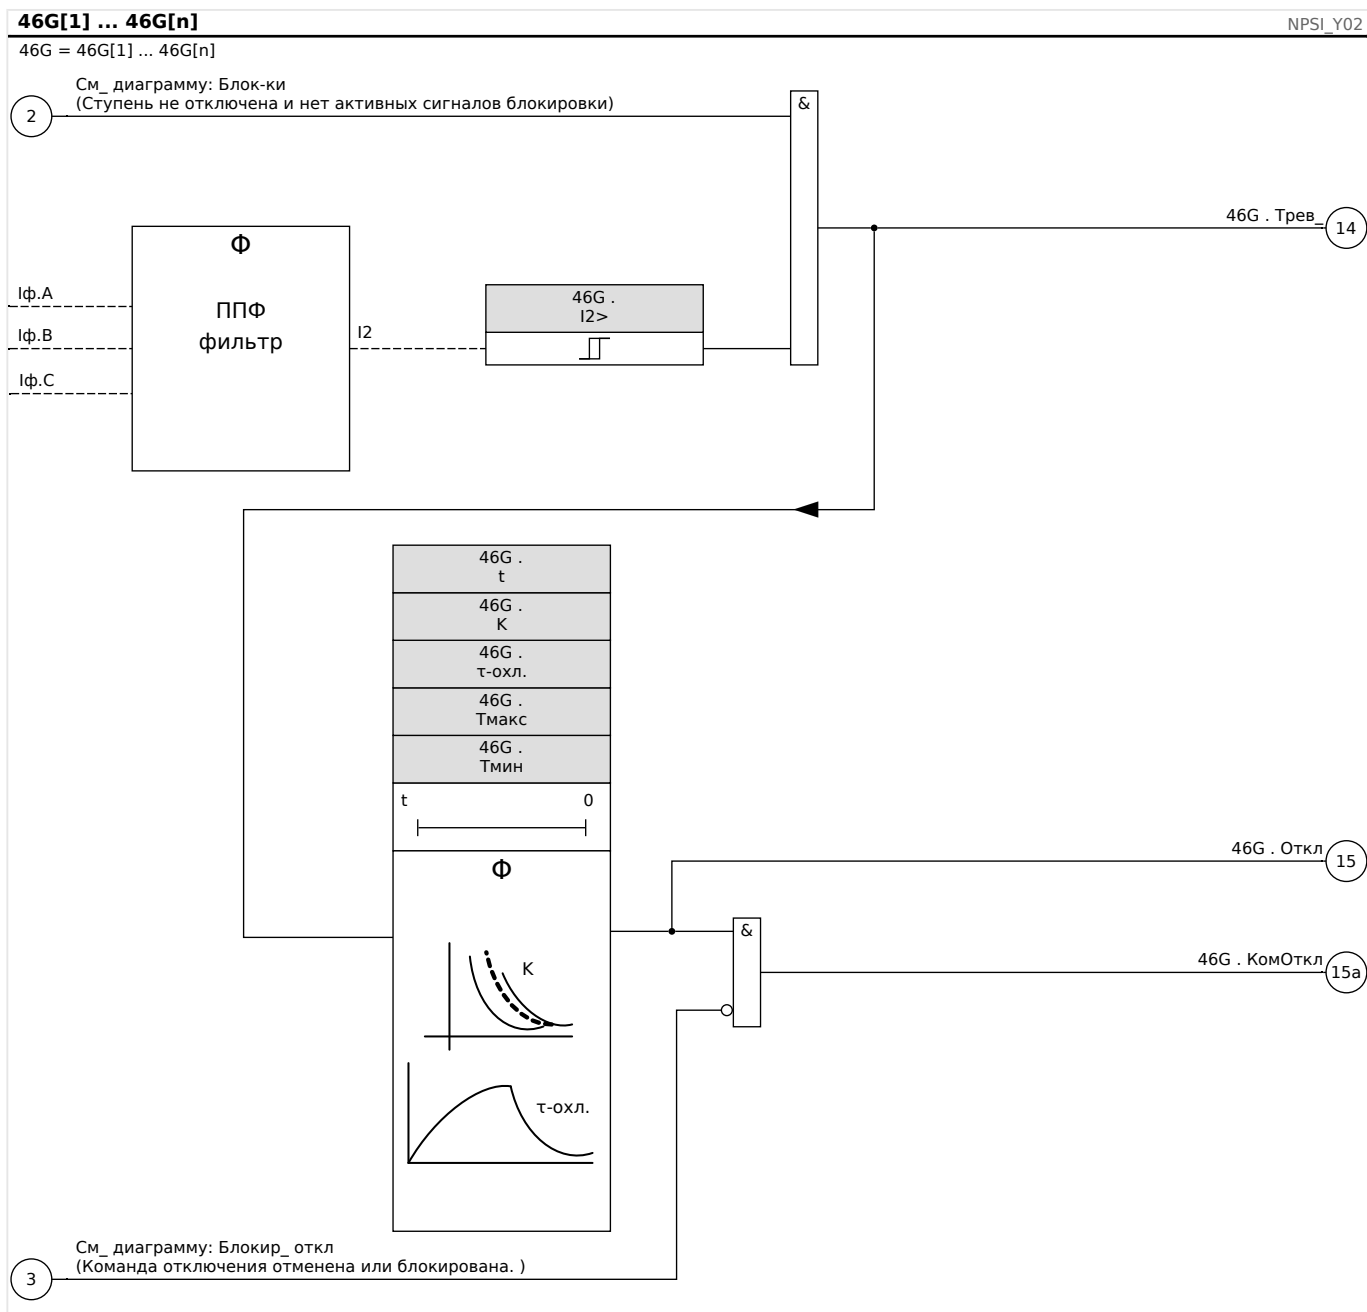 46G[1] ... 46G[n]
NPSI_Y02
46G = 46G[1] ... 46G[n]
См_ диаграмму: Блок-ки
(Ступень не отключена и нет активных сигналов блокировки)
2
&
46G . Трев_
14
Φ
ППФ
фильтр
Iф.A
Iф.B
Iф.C
I2
46G .
I2>
46G .
t
46G .
K
46G .
τ-охл.
46G .
Tмакс
46G .
Tмин
t
0
Φ
K
τ-охл.
46G . Откл
15
&
46G . КомОткл
15a
См_ диаграмму: Блокир_ откл
(Команда отключения отменена или блокирована. )
3